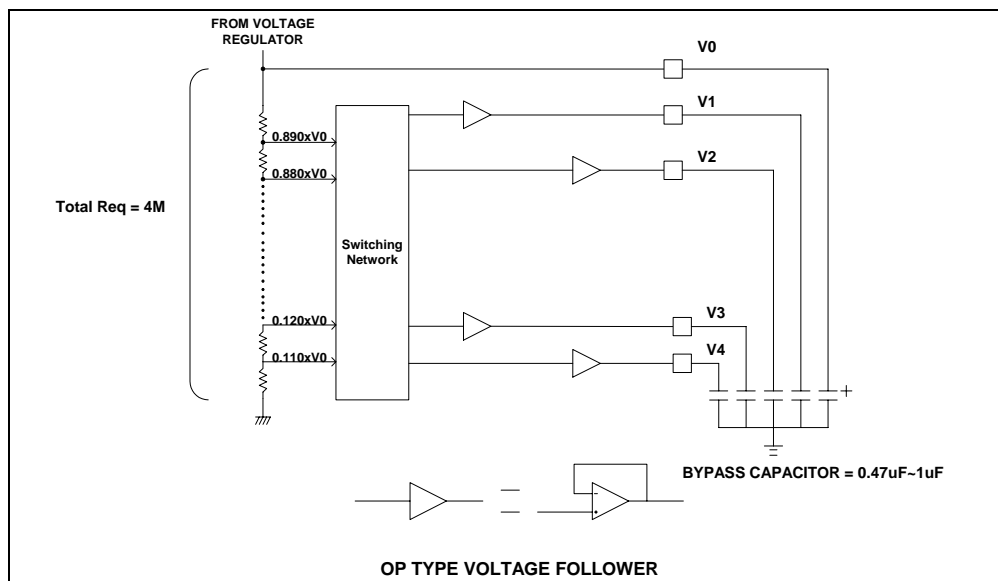 FROM VOLTAGE
REGULATOR
V0
V1
0.890xV0
V2
0.880xV0
Total Req = 4M
Switching
Network
V3
0.120xV0
V4
0.110xV0
+
BYPASS CAPACITOR = 0.47uF~1uF
-
+
OP TYPE VOLTAGE FOLLOWER